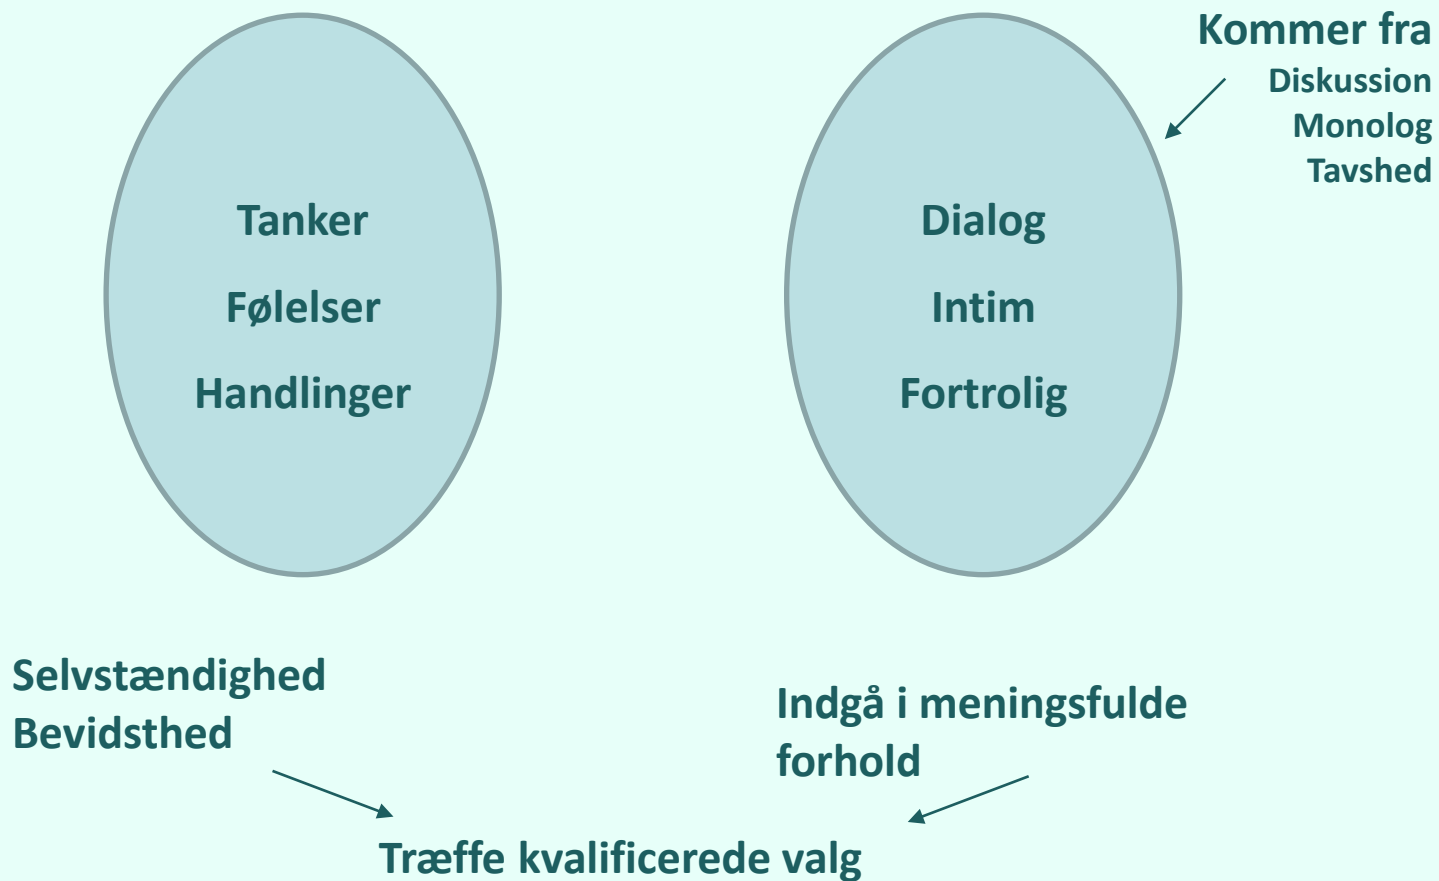 Kommer fra
Diskussion
Monolog
Tavshed
Tanker
Følelser
Handlinger
Dialog
Intim
Fortrolig
Selvstændighed
Bevidsthed
Indgå i meningsfulde
forhold
Træffe kvalificerede valg